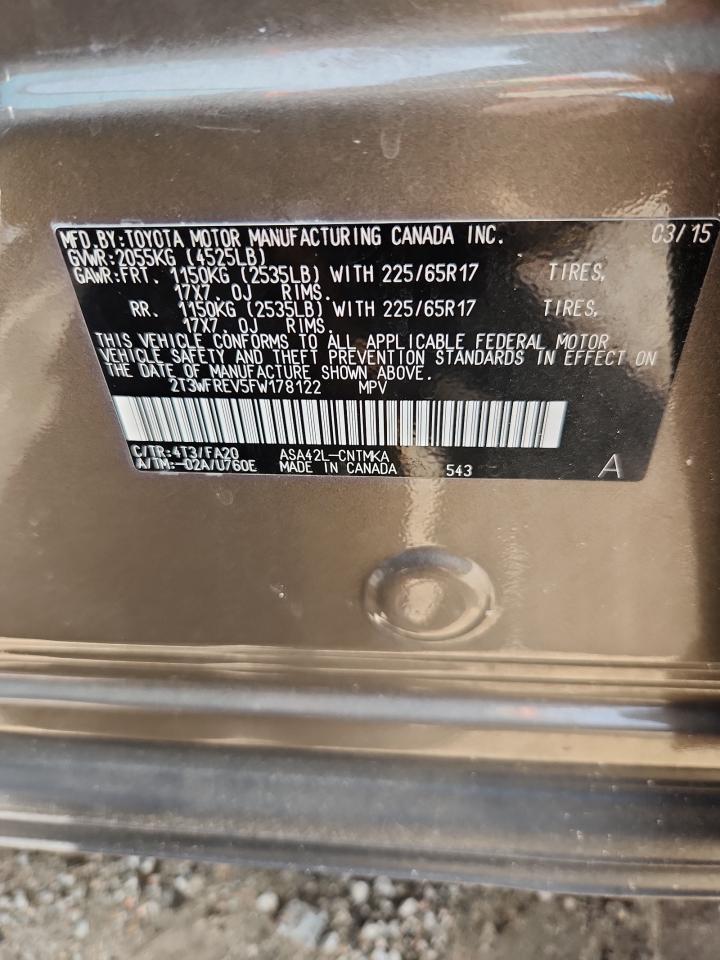 MFD.BY:TOYOTA MOTOR MANUFACTURING CANADA INC. 03/15
GVWR:2055KG (4525LB)
GAWR:FRT. 1150KG (2535LB) WITH 225/65R17 TIRES,
17X7.0J RIMS.
RR. 1150KG (2535LB) WITH 225/65R17 TIRES,
17X7.0J RIMS.
THIS VEHICLE CONFORMS TO ALL APPLICABLE FEDERAL MOTOR
VEHICLE SAFETY AND THEFT PREVENTION STANDARDS IN EFFECT ON
THE DATE OF MANUFACTURE SHOWN ABOVE.
2T3WFREV5FW178122 MPV
C/TR:4T3/FA20 ASA42L-CNTMKA
A/TM:-02A/U760E MADE IN CANADA 543 A